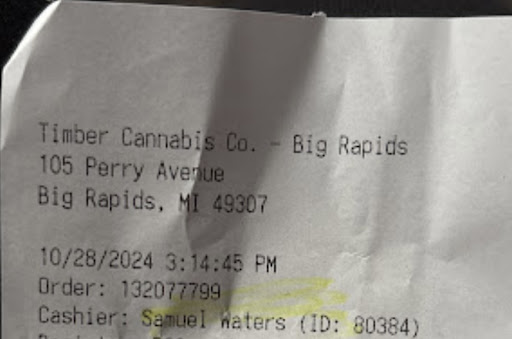 Timber Cannabis Co. - Big Rapids
105 Perry Avenue
Big Rapids, MI 49307
10/28/2024 3:14:45 PM
Order: 132077799
Cashier: Samuel Waters (ID: 80384)